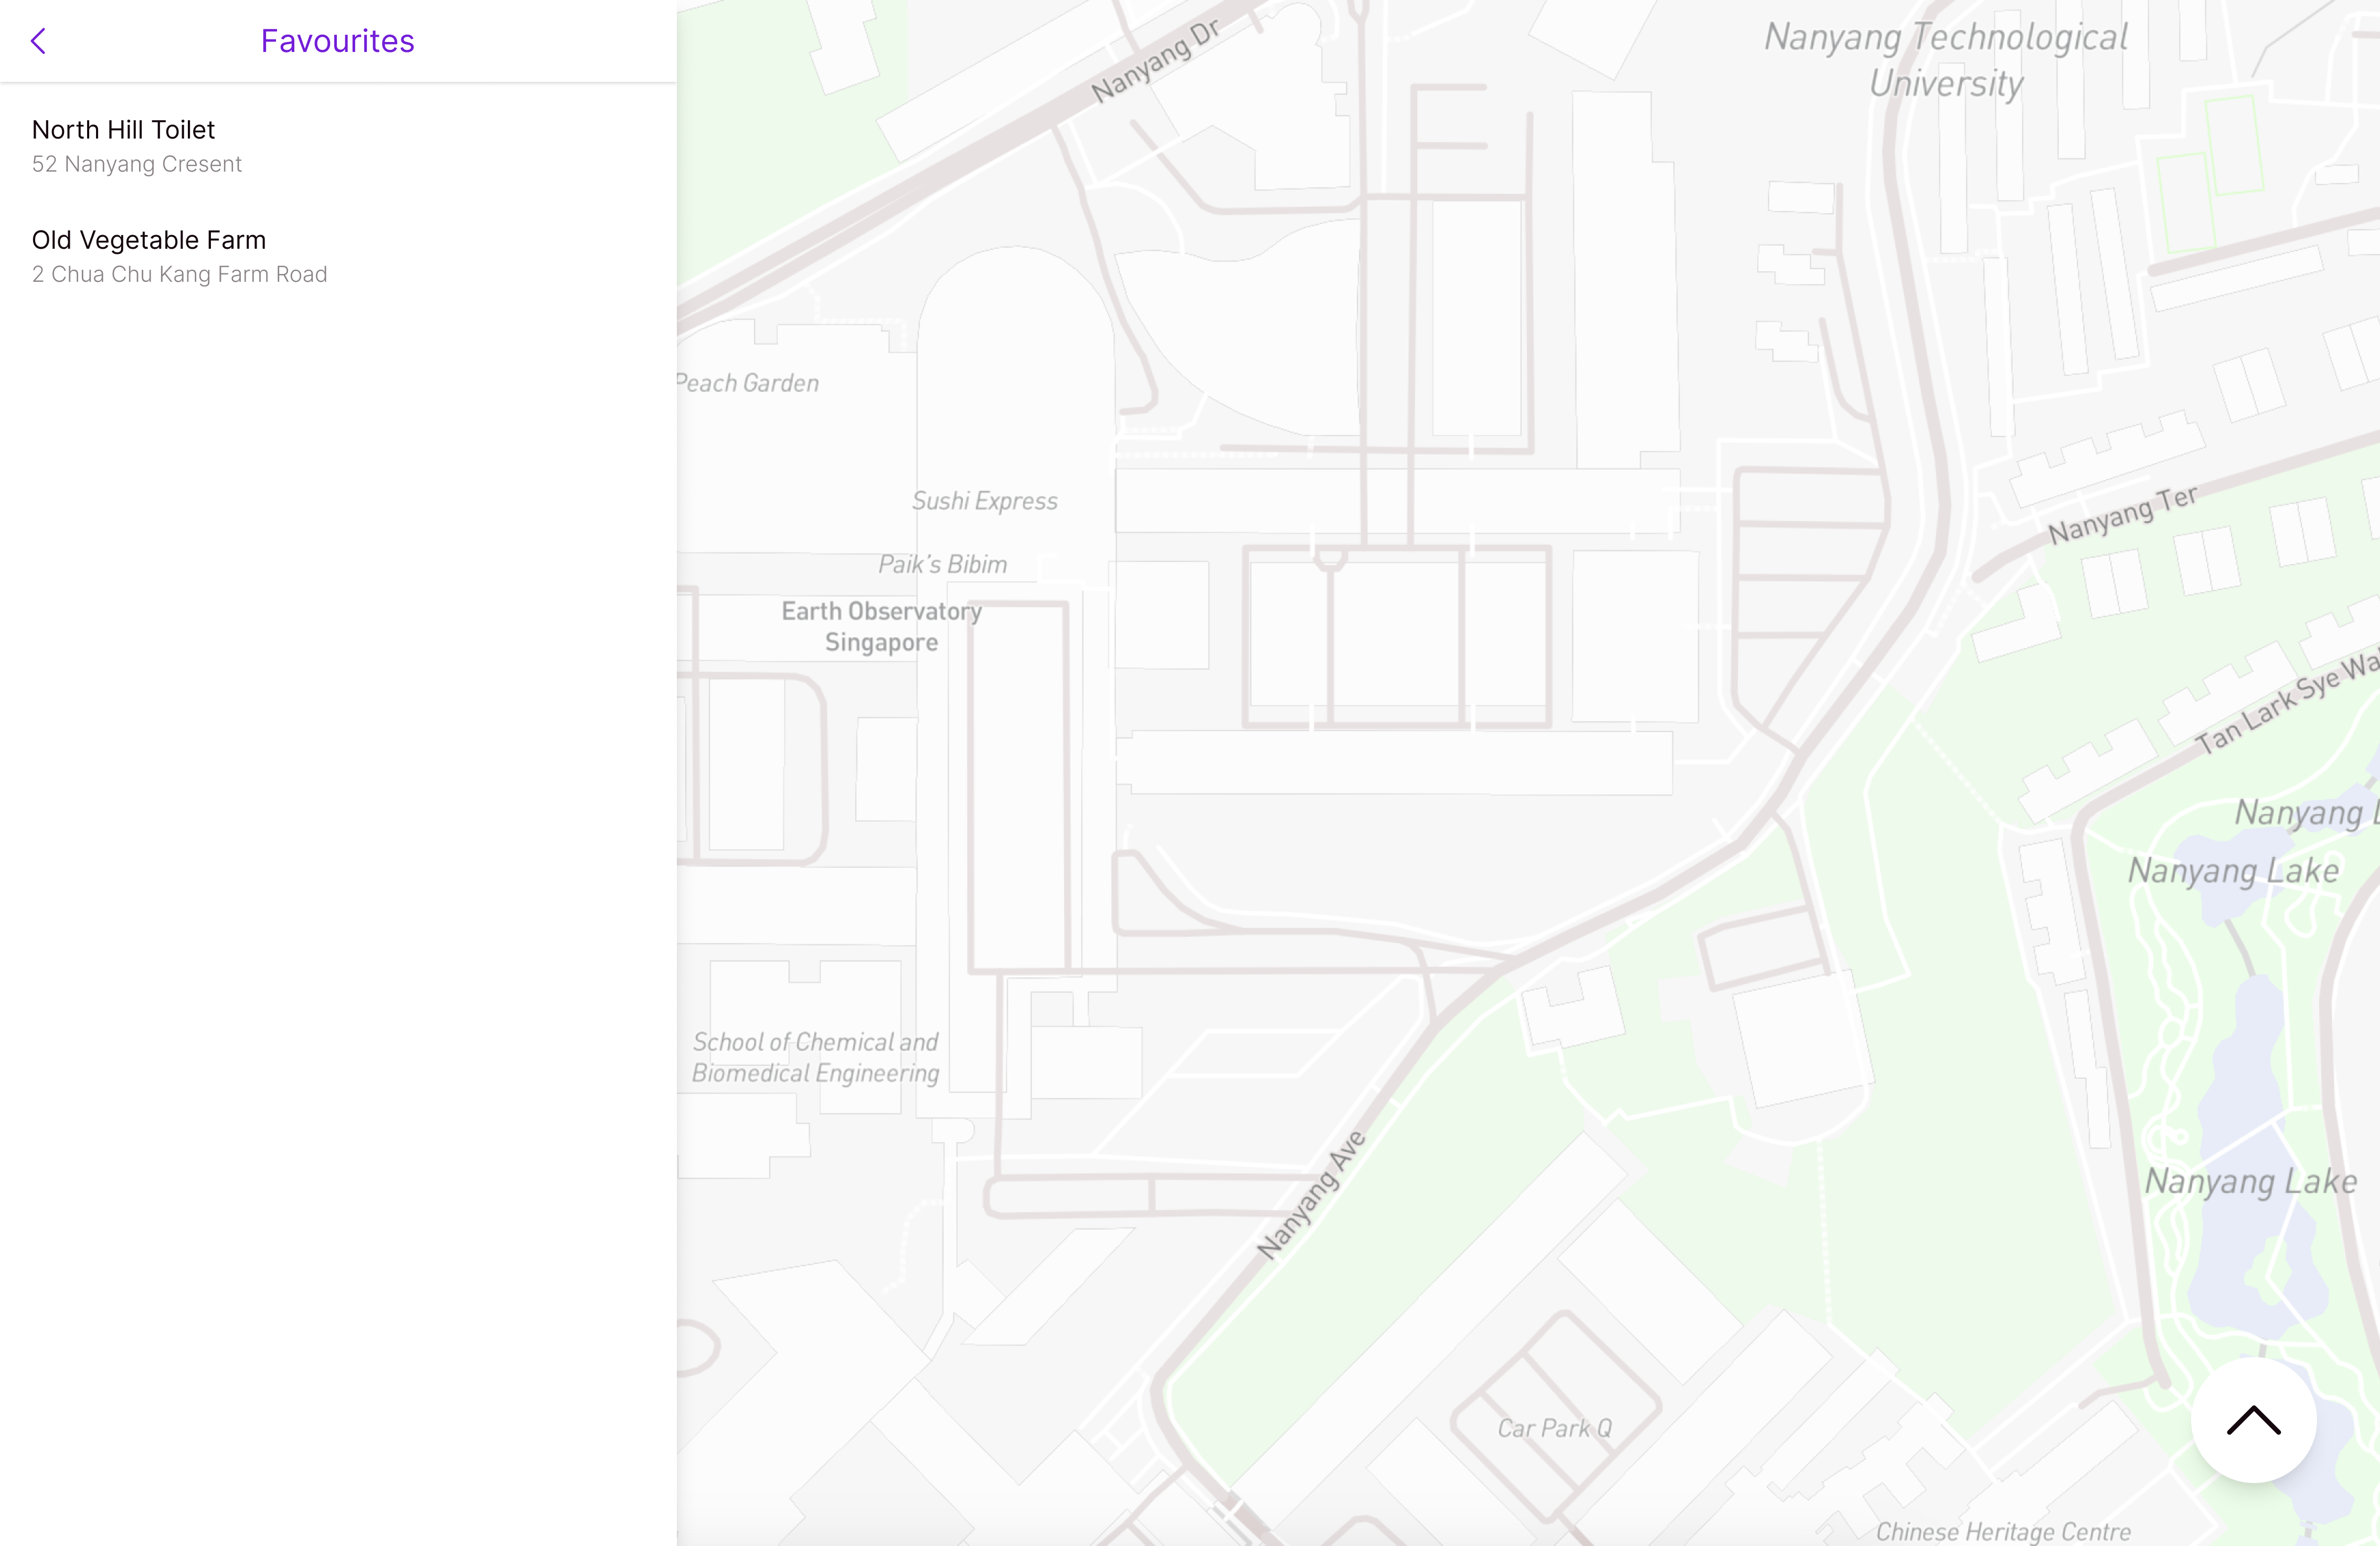 Favourites
North Hill Toilet
52 Nanyang Cresent
Old Vegetable Farm
2 Chua Chu Kang Farm Road
Nanyang Dr
Nanyang Technological
University
Peach Garden
Sushi Express
Paik's Bibim
Earth Observatory
Singapore
Nanyang Ter
Tan Lark Sye
Nanyang
Nanyang Lake
School of Chemical and
Biomedical Engineering
Nanyang Ave
Nanyang Lake
Car Park Q
Chinese Heritage Centre